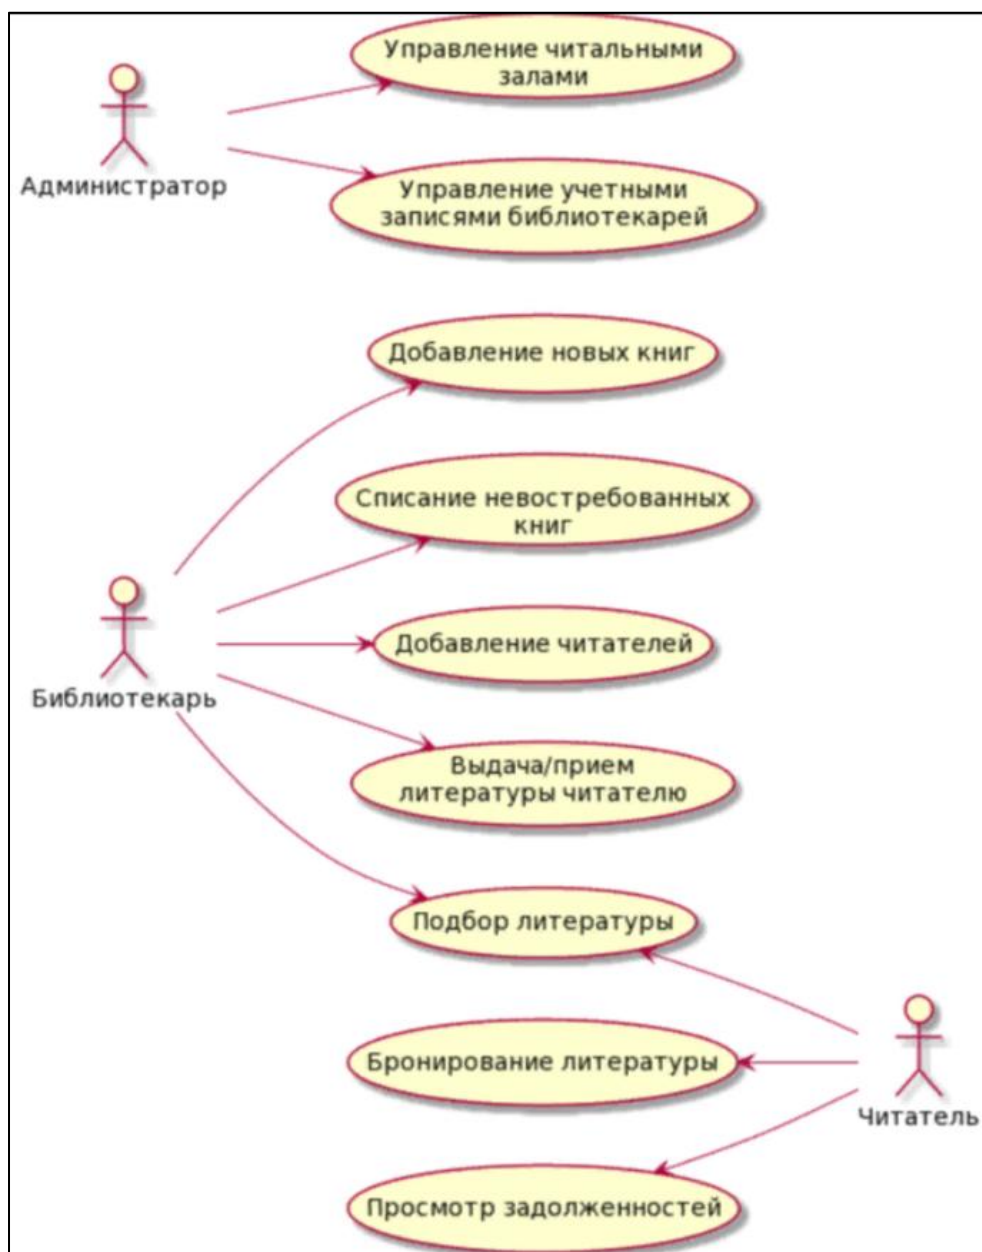 Управление читальными
залами
Администратор
Управление учетными
записями библиотекарей
Добавление новых книг
Списание невостребованных
книг
Добавление читателей
Библиотекарь
Выдача/прием
литературы читателю
Подбор литературы
Бронирование литературы
Читатель
Просмотр задолженностей